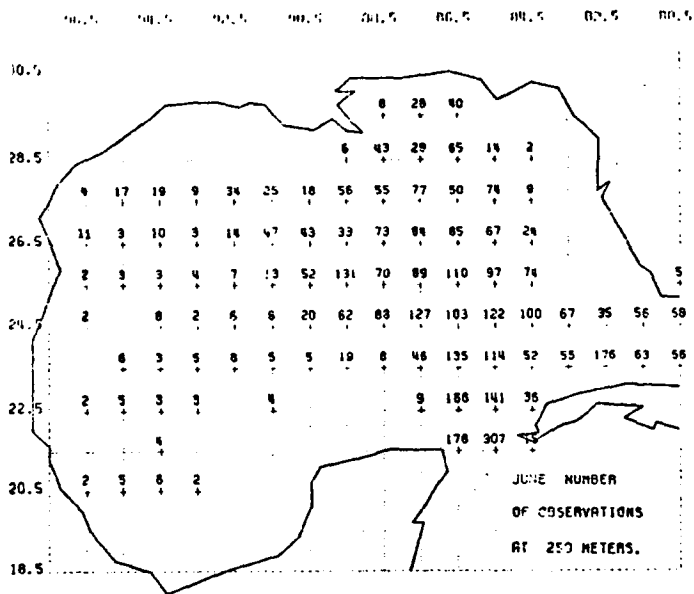 30.5
8 28 40
28.5 6 43 29 65 14 2
4 17 19 9 34 25 18 56 55 77 50 74 9
26.5 11 3 10 3 14 47 43 33 73 84 85 67 24
2 3 3 4 7 13 52 131 70 89 110 97 74 5
24.5 2 8 2 6 6 20 62 88 127 103 122 100 67 35 56 58
6 3 5 8 5 5 19 8 46 135 114 52 55 176 63 56
22.5 2 5 3 3 4 9 166 141 36
4 176 307
20.5 2 5 6 2
JUNE NUMBER
OF OBSERVATIONS
AT 250 METERS.
18.5